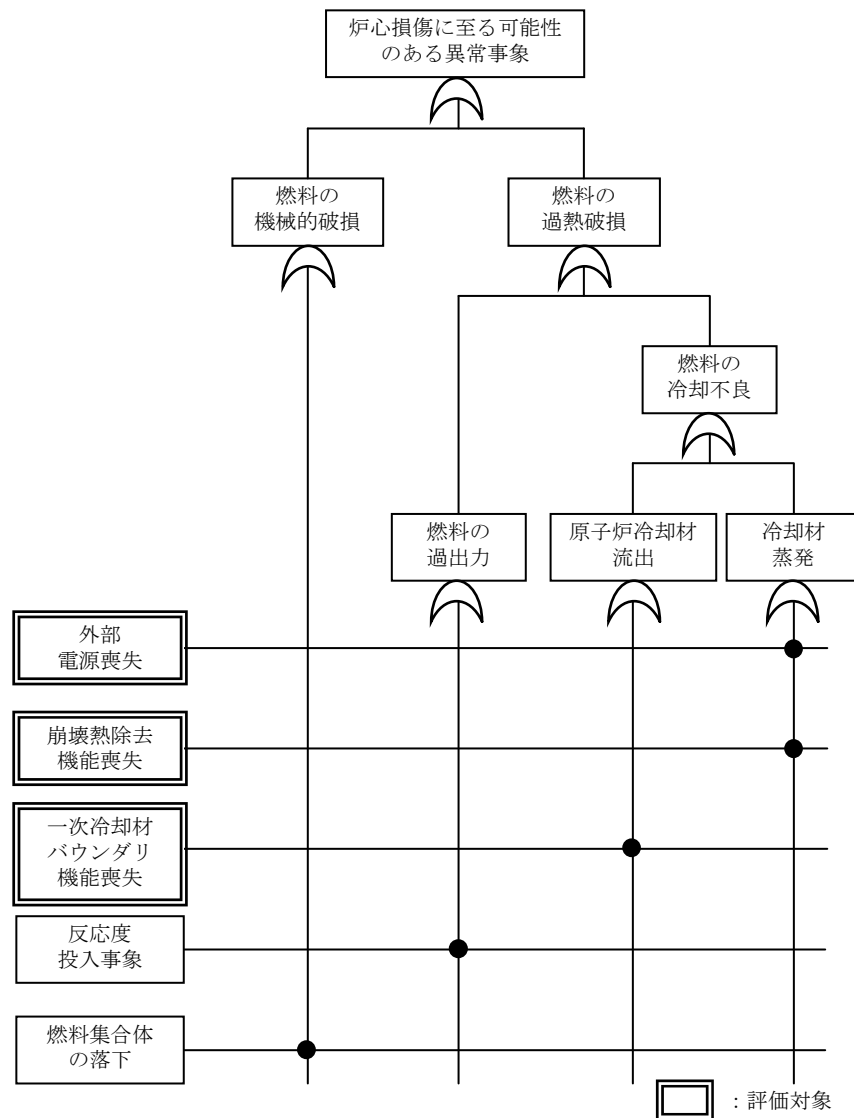 炉心損傷に至る可能性
のある異常事象
燃料の
機械的破損
燃料の
過熱破損
燃料の
冷却不良
燃料の
過出力
原子炉冷却材
流出
冷却材
蒸発
外部
電源喪失
崩壊熱除去
機能喪失
一次冷却材
バウンダリ
機能喪失
反応度
投入事象
燃料集合体
の落下
：評価対象